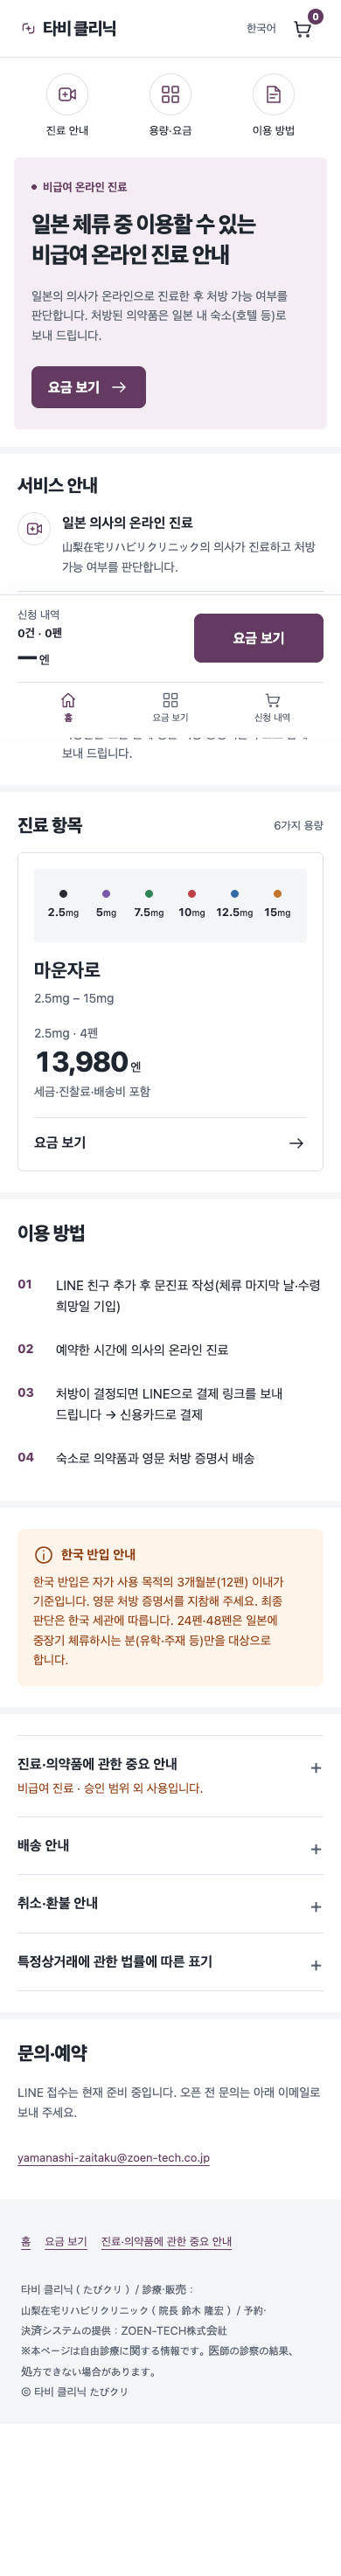 타비 클리닉
한국어
0
진료 안내
용량·요금
이용 방법
비급여 온라인 진료
일본 체류 중 이용할 수 있는
비급여 온라인 진료 안내
일본의 의사가 온라인으로 진료한 후 처방 가능 여부를
판단합니다. 처방된 의약품은 일본 내 숙소(호텔 등)로
보내 드립니다.
요금 보기 →
서비스 안내
일본 의사의 온라인 진료
山梨在宅リハビリクリニック의 의사가 진료하고 처방
가능 여부를 판단합니다.
신청 내역
0건 · 0펜
—엔
요금 보기
홈
요금 보기
신청 내역
보내 드립니다.
진료 항목
6가지 용량
2.5mg 5mg 7.5mg 10mg 12.5mg 15mg
마운자로
2.5mg – 15mg
2.5mg · 4펜
13,980엔
세금·진찰료·배송비 포함
요금 보기 →
이용 방법
01 LINE 친구 추가 후 문진표 작성(체류 마지막 날·수령
희망일 기입)
02 예약한 시간에 의사의 온라인 진료
03 처방이 결정되면 LINE으로 결제 링크를 보내
드립니다 → 신용카드로 결제
04 숙소로 의약품과 영문 처방 증명서 배송
한국 반입 안내
한국 반입은 자가 사용 목적의 3개월분(12펜) 이내가
기준입니다. 영문 처방 증명서를 지참해 주세요. 최종
판단은 한국 세관에 따릅니다. 24펜·48펜은 일본에
중장기 체류하시는 분(유학·주재 등)만을 대상으로
합니다.
진료·의약품에 관한 중요 안내 +
비급여 진료 · 승인 범위 외 사용입니다.
배송 안내 +
취소·환불 안내 +
특정상거래에 관한 법률에 따른 표기 +
문의·예약
LINE 접수는 현재 준비 중입니다. 오픈 전 문의는 아래 이메일로
보내 주세요.
yamanashi-zaitaku@zoen-tech.co.jp
홈 요금 보기 진료·의약품에 관한 중요 안내
타비 클리닉（たびクリ）/ 診療·販売：
山梨在宅リハビリクリニック（院長 鈴木 隆宏）/ 予約·
決済システムの提供：ZOEN-TECH株式会社
※本ページは自由診療に関する情報です。医師の診察の結果、
処方できない場合があります。
© 타비 클리닉 たびクリ